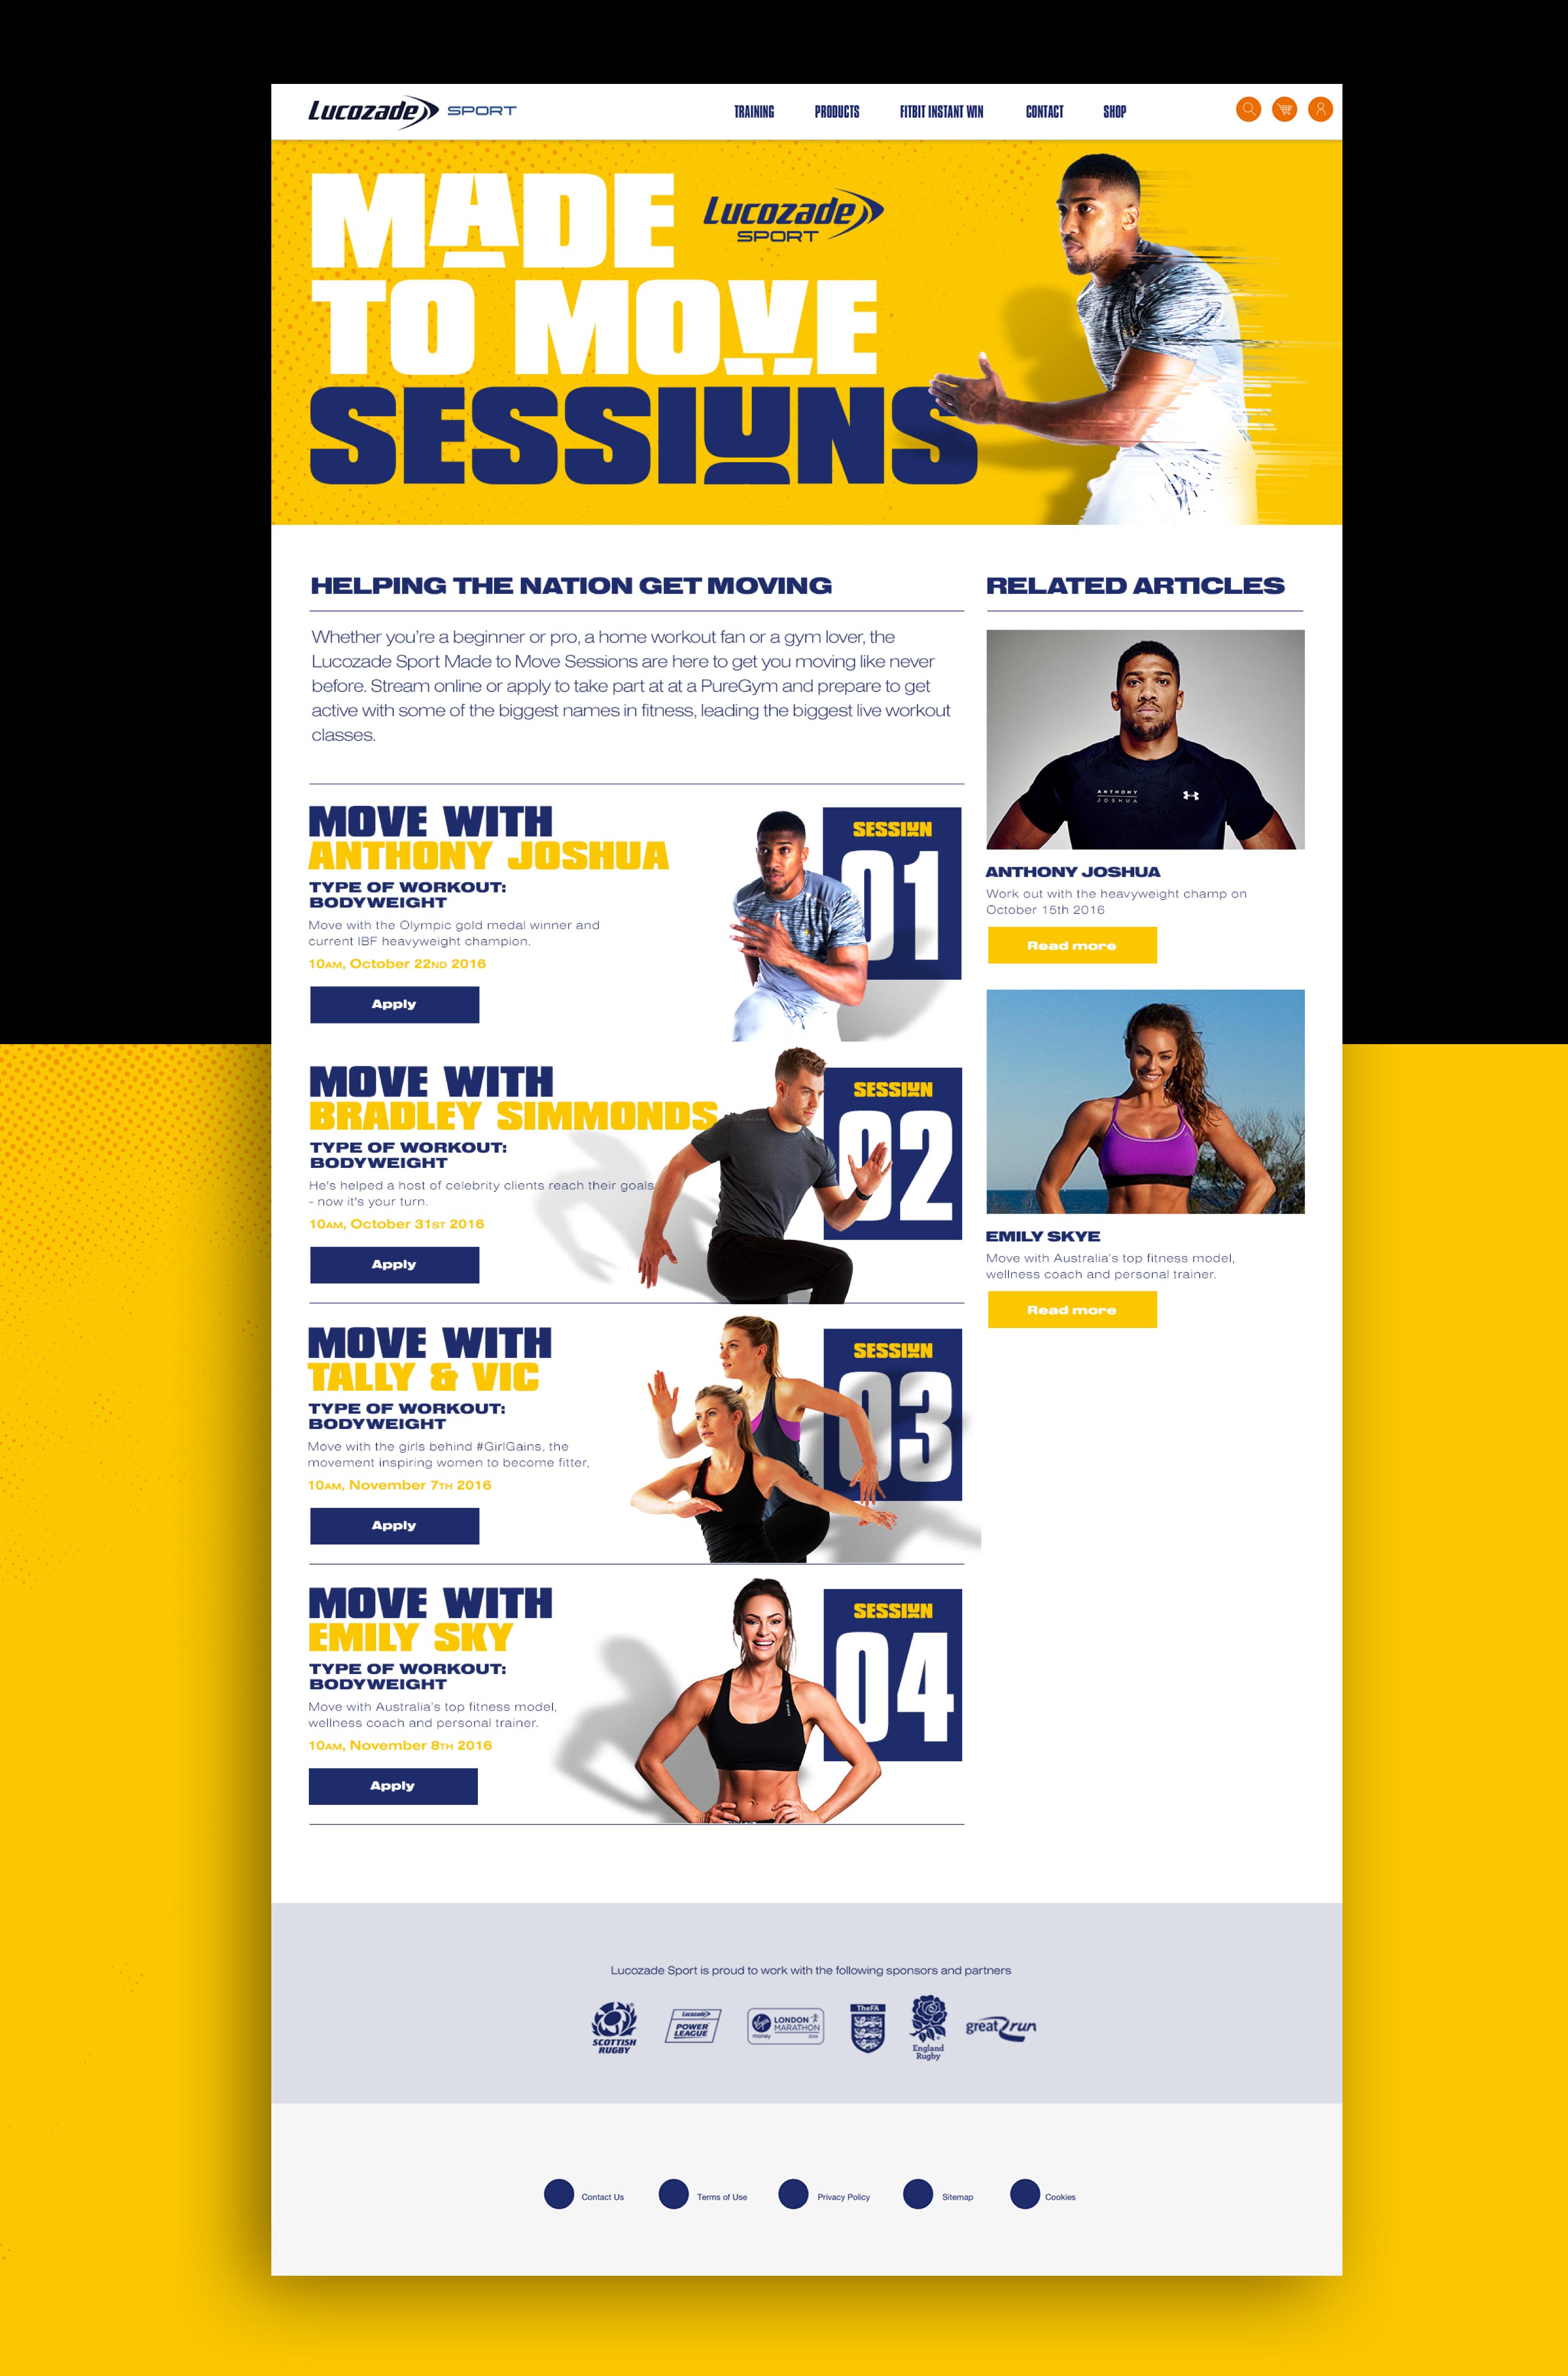 Lucozade SPORT
TRAINING
PRODUCTS
FITBIT INSTANT WIN
CONTACT
SHOP
MADE
TO MOVE
SESSIONS
Lucozade
SPORT
HELPING THE NATION GET MOVING
Whether you're a beginner or pro, a home workout fan or a gym lover, the
Lucozade Sport Made to Move Sessions are here to get you moving like never
before. Stream online or apply to take part at at a PureGym and prepare to get
active with some of the biggest names in fitness, leading the biggest live workout
classes.
MOVE WITH
ANTHONY JOSHUA
TYPE OF WORKOUT:
BODYWEIGHT
Move with the Olympic gold medal winner and
current IBF heavyweight champion.
10AM, October 22ND 2016
Apply
SESSION
01
MOVE WITH
BRADLEY SIMMONDS
TYPE OF WORKOUT:
BODYWEIGHT
He's helped a host of celebrity clients reach their goals
- now it's your turn.
10AM, October 31ST 2016
Apply
SESSION
02
MOVE WITH
TALLY & VIC
TYPE OF WORKOUT:
BODYWEIGHT
Move with the girls behind #GirlGains, the
movement inspiring women to become fitter,
10AM, November 7TH 2016
Apply
SESSION
03
MOVE WITH
EMILY SKY
TYPE OF WORKOUT:
BODYWEIGHT
Move with Australia's top fitness model,
wellness coach and personal trainer.
10AM, November 8TH 2016
Apply
SESSION
04
RELATED ARTICLES
ANTHONY
JOSHUA
ANTHONY JOSHUA
Work out with the heavyweight champ on
October 15th 2016
Read more
EMILY SKYE
Move with Australia's top fitness model,
wellness coach and personal trainer.
Read more
Lucozade Sport is proud to work with the following sponsors and partners
SCOTTISH
RUGBY
Lucozade
POWER
LEAGUE
Virgin
money
LONDON
MARATHON
TheFA
England
Rugby
great run
Contact Us
Terms of Use
Privacy Policy
Sitemap
Cookies